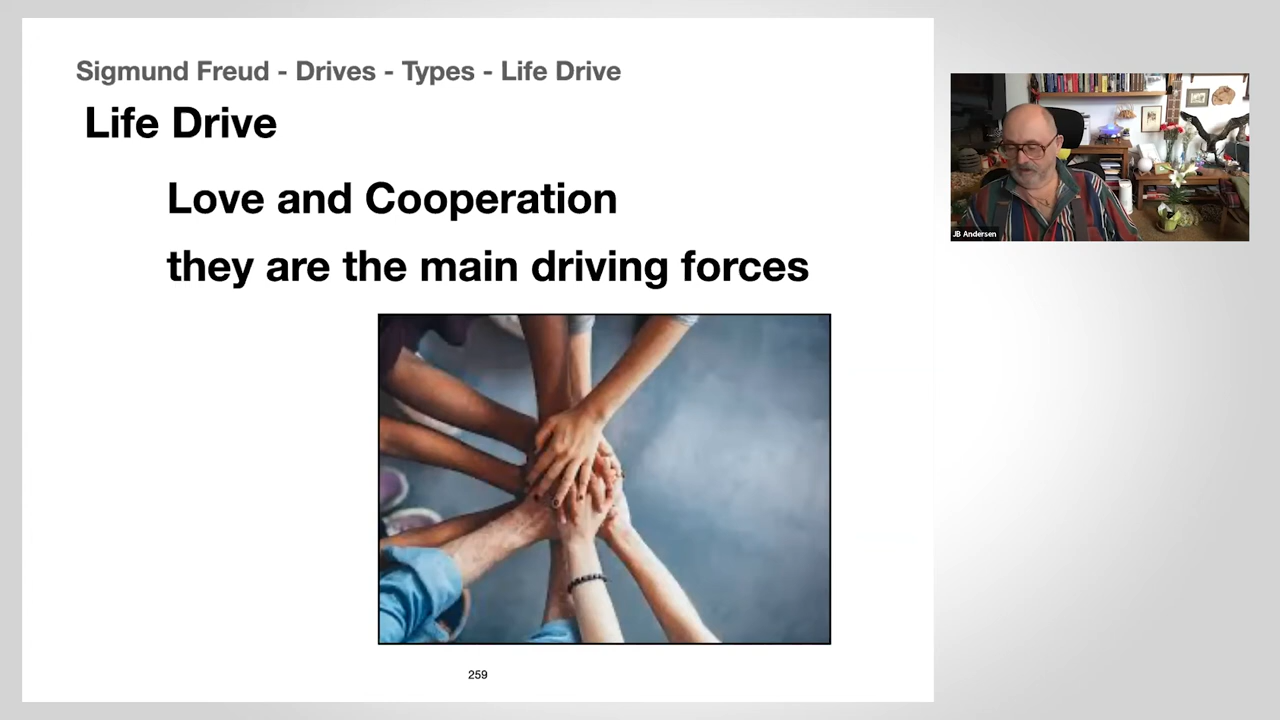 Sigmund Freud - Drives - Types - Life Drive
Life Drive
Love and Cooperation
they are the main driving forces
259
JB Andersen